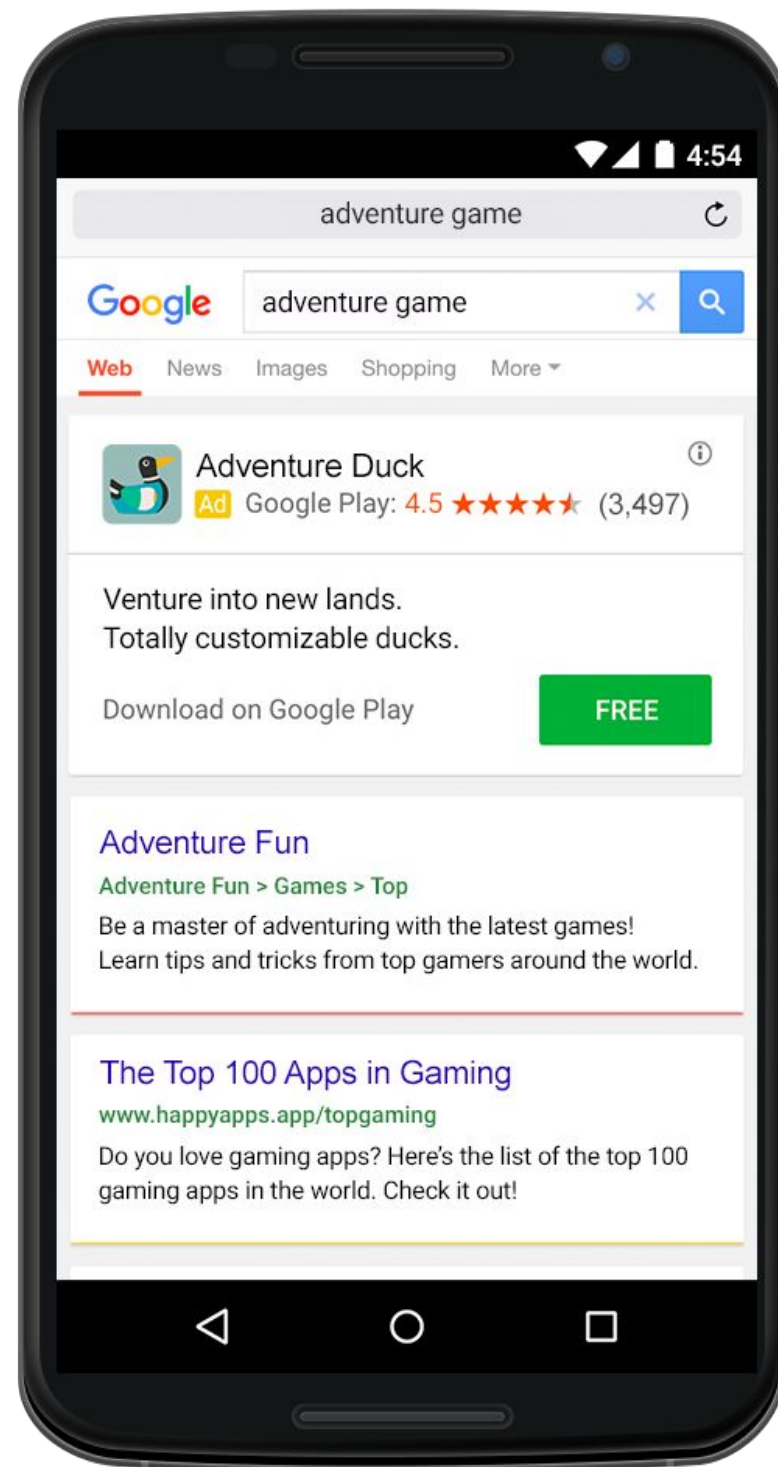 4:54
adventure game
Google adventure game
Web News Images Shopping More
Adventure Duck
Ad Google Play: 4.5 (3,497)
Venture into new lands.
Totally customizable ducks.
Download on Google Play FREE
Adventure Fun
Adventure Fun > Games > Top
Be a master of adventuring with the latest games!
Learn tips and tricks from top gamers around the world.
The Top 100 Apps in Gaming
www.happyapps.app/topgaming
Do you love gaming apps? Here’s the list of the top 100
gaming apps in the world. Check it out!